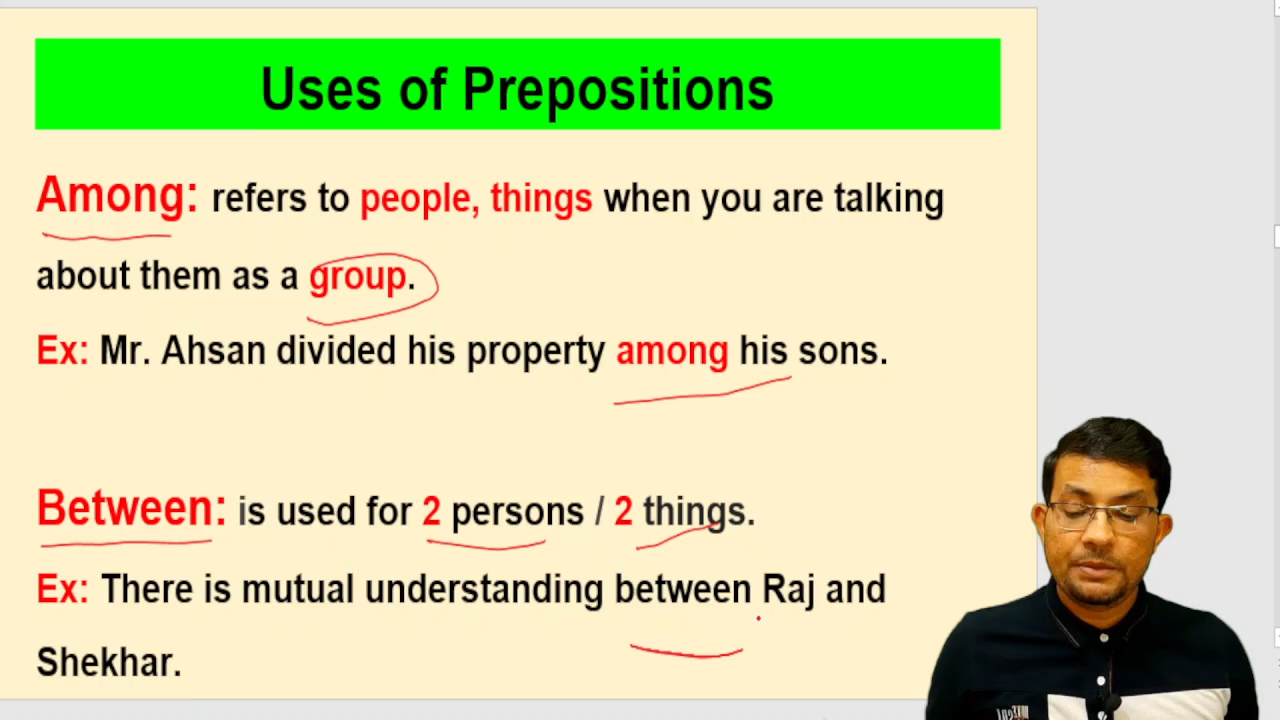 Uses of Prepositions
Among: refers to people, things when you are talking
about them as a group.
Ex: Mr. Ahsan divided his property among his sons.
Between: is used for 2 persons / 2 things.
Ex: There is mutual understanding between Raj and
Shekhar.